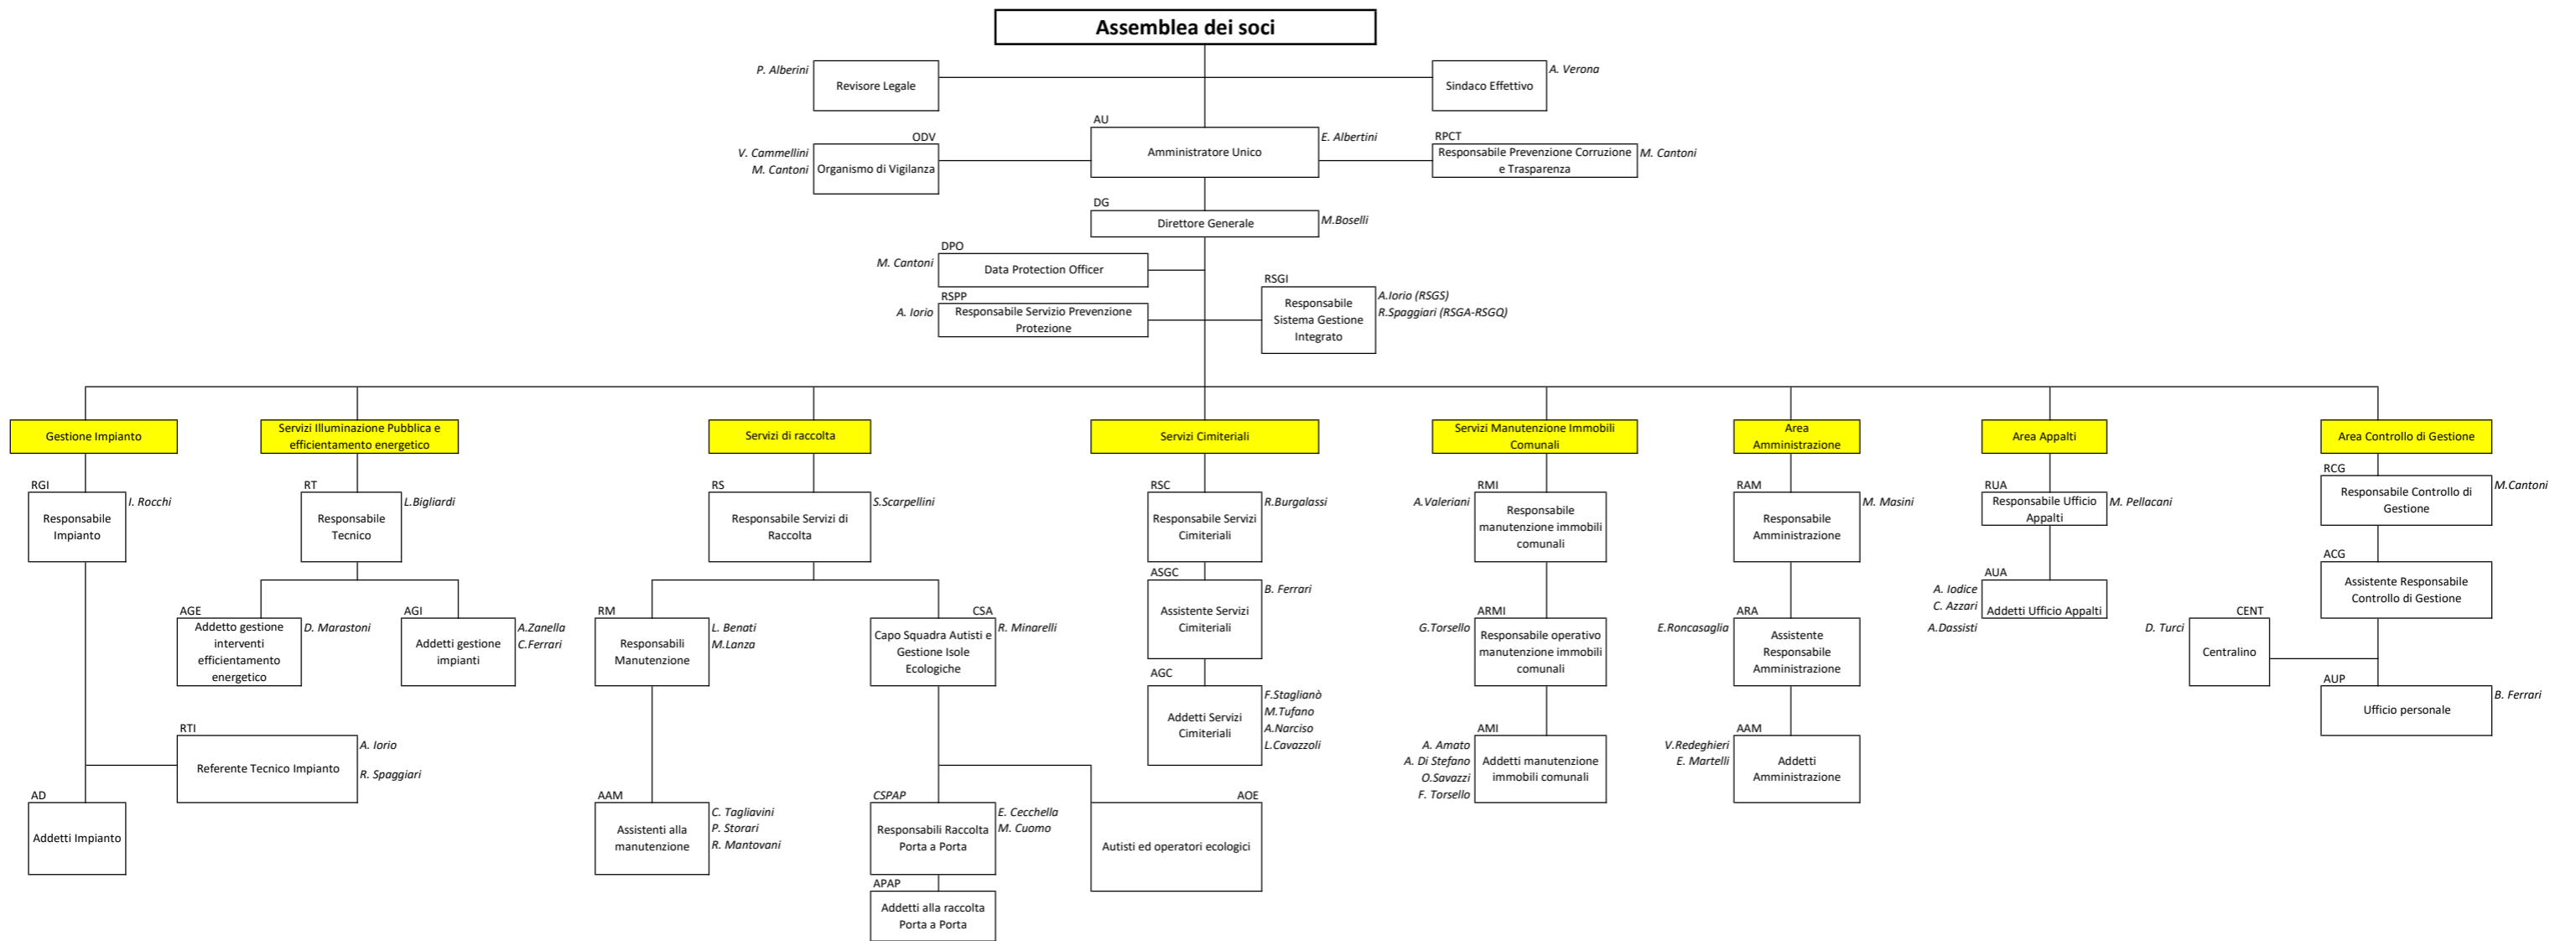 Assemblea dei soci
P. Alberini
Revisore Legale
Sindaco Effettivo
A. Verona
ODV
V. Cammellini
M. Cantoni
Organismo di Vigilanza
AU
Amministratore Unico
E. Albertini
RPCT
Responsabile Prevenzione Corruzione
e Trasparenza
M. Cantoni
DG
Direttore Generale
M.Boselli
DPO
M. Cantoni
Data Protection Officer
RSPP
A. Iorio
Responsabile Servizio Prevenzione
Protezione
RSGI
Responsabile
Sistema Gestione
Integrato
A.Iorio (RSGS)
R.Spaggiari (RSGA-RSGQ)
Gestione Impianto
RGI
Responsabile
Impianto
I. Rocchi
RTI
Referente Tecnico Impianto
A. Iorio
R. Spaggiari
AD
Addetti Impianto
Servizi Illuminazione Pubblica e
efficientamento energetico
RT
Responsabile
Tecnico
L.Bigliardi
AGE
Addetto gestione
interventi
efficientamento
energetico
D. Marastoni
AGI
Addetti gestione
impianti
A.Zanella
C.Ferrari
Servizi di raccolta
RS
Responsabile Servizi di
Raccolta
S.Scarpellini
RM
Responsabili
Manutenzione
L. Benati
M.Lanza
AAM
Assistenti alla
manutenzione
C. Tagliavini
P. Storari
R. Mantovani
CSA
Capo Squadra Autisti e
Gestione Isole
Ecologiche
R. Minarelli
CSPAP
Responsabili Raccolta
Porta a Porta
E. Cecchella
M. Cuomo
APAP
Addetti alla raccolta
Porta a Porta
AOE
Autisti ed operatori ecologici
Servizi Cimiteriali
RSC
Responsabile Servizi
Cimiteriali
R.Burgalassi
ASGC
Assistente Servizi
Cimiteriali
B. Ferrari
AGC
Addetti Servizi
Cimiteriali
F.Staglianò
M.Tufano
A.Narciso
L.Cavazzoli
Servizi Manutenzione Immobili
Comunali
A.Valeriani
RMI
Responsabile
manutenzione immobili
comunali
G.Torsello
ARMI
Responsabile operativo
manutenzione immobili
comunali
AMI
A. Amato
A. Di Stefano
O.Savazzi
F. Torsello
Addetti manutenzione
immobili comunali
Area
Amministrazione
RAM
Responsabile
Amministrazione
M. Masini
ARA
E.Roncasaglia
Assistente
Responsabile
Amministrazione
AAM
V.Redeghieri
E. Martelli
Addetti
Amministrazione
Area Appalti
RUA
Responsabile Ufficio
Appalti
M. Pellacani
AUA
A. Iodice
C. Azzari
A.Dassisti
Addetti Ufficio Appalti
Area Controllo di Gestione
RCG
Responsabile Controllo di
Gestione
M.Cantoni
ACG
Assistente Responsabile
Controllo di Gestione
CENT
D. Turci
Centralino
AUP
Ufficio personale
B. Ferrari